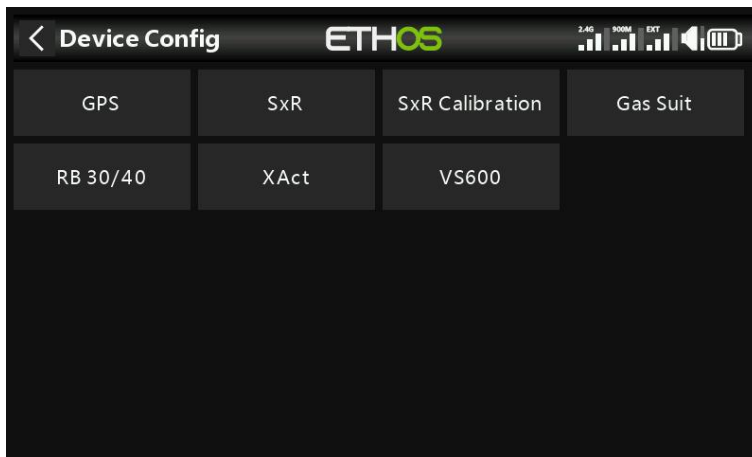 Device Config ETHOS 2.4G 900M EXT
GPS SxR SxR Calibration Gas Suit
RB 30/40 XAct VS600